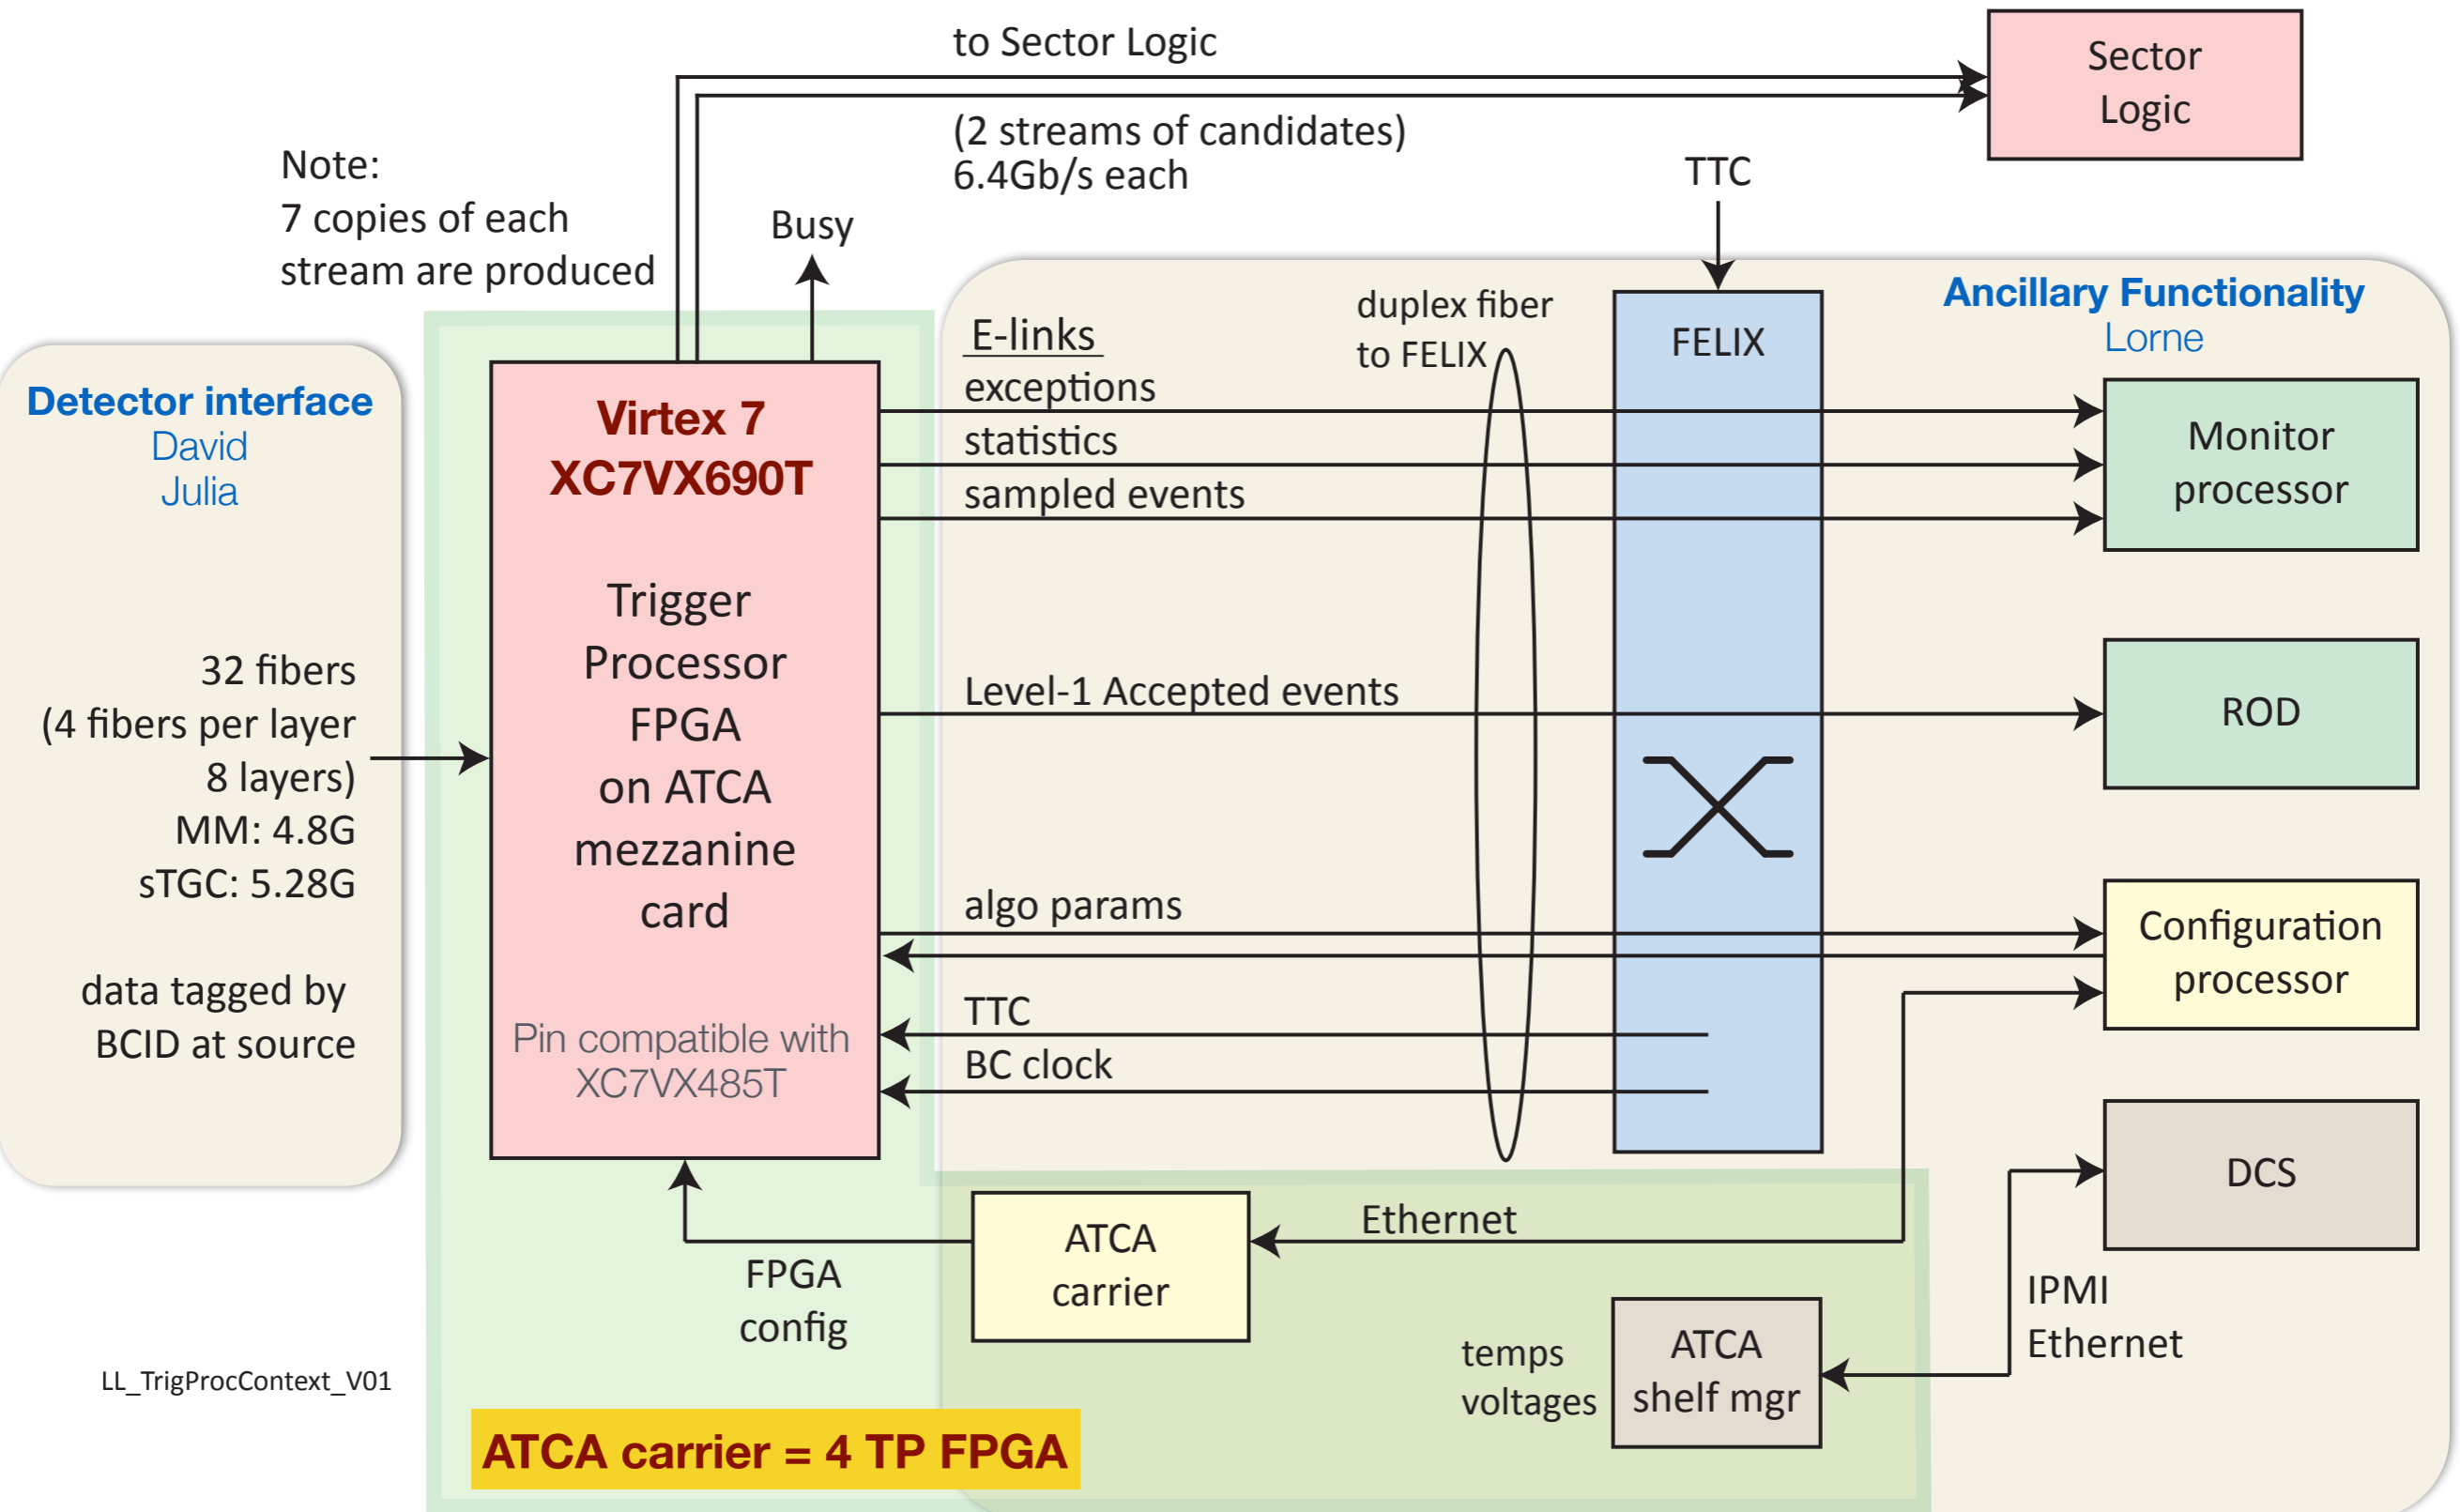 to Sector Logic
(2 streams of candidates)
6.4Gb/s each
Sector
Logic
Note:
7 copies of each
stream are produced
Busy
TTC
Detector interface
David
Julia
32 fibers
(4 fibers per layer
8 layers)
MM: 4.8G
sTGC: 5.28G
data tagged by
BCID at source
Virtex 7
XC7VX690T
Trigger
Processor
FPGA
on ATCA
mezzanine
card
Pin compatible with
XC7VX485T
E-links
exceptions
statistics
sampled events
Level-1 Accepted events
algo params
TTC
BC clock
duplex fiber
to FELIX
FELIX
Ancillary Functionality
Lorne
Monitor
processor
ROD
Configuration
processor
DCS
FPGA
config
ATCA
carrier
Ethernet
temps
voltages
ATCA
shelf mgr
IPMI
Ethernet
LL_TrigProcContext_V01
ATCA carrier = 4 TP FPGA